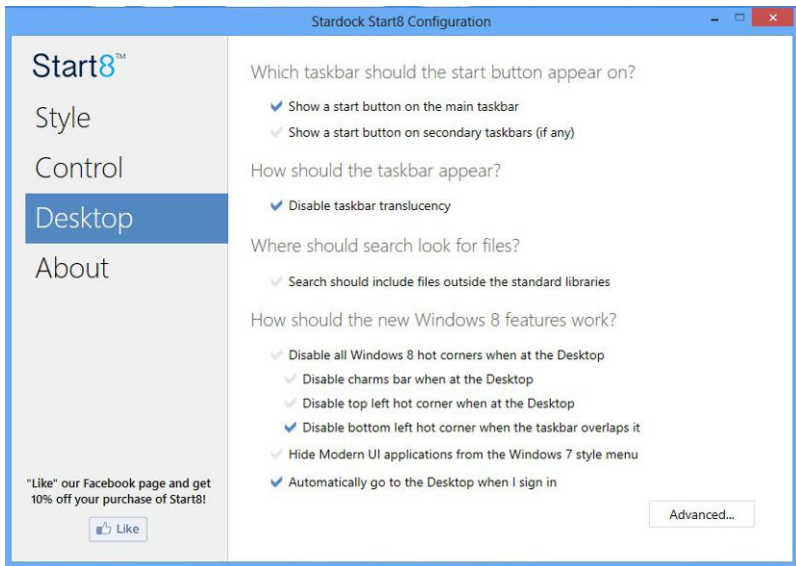 Stardock Start8 Configuration
Start8™
Style
Control
Desktop
About
"Like" our Facebook page and get
10% off your purchase of Start8!
Like
Which taskbar should the start button appear on?
Show a start button on the main taskbar
Show a start button on secondary taskbars (if any)
How should the taskbar appear?
Disable taskbar translucency
Where should search look for files?
Search should include files outside the standard libraries
How should the new Windows 8 features work?
Disable all Windows 8 hot corners when at the Desktop
Disable charms bar when at the Desktop
Disable top left hot corner when at the Desktop
Disable bottom left hot corner when the taskbar overlaps it
Hide Modern UI applications from the Windows 7 style menu
Automatically go to the Desktop when I sign in
Advanced...